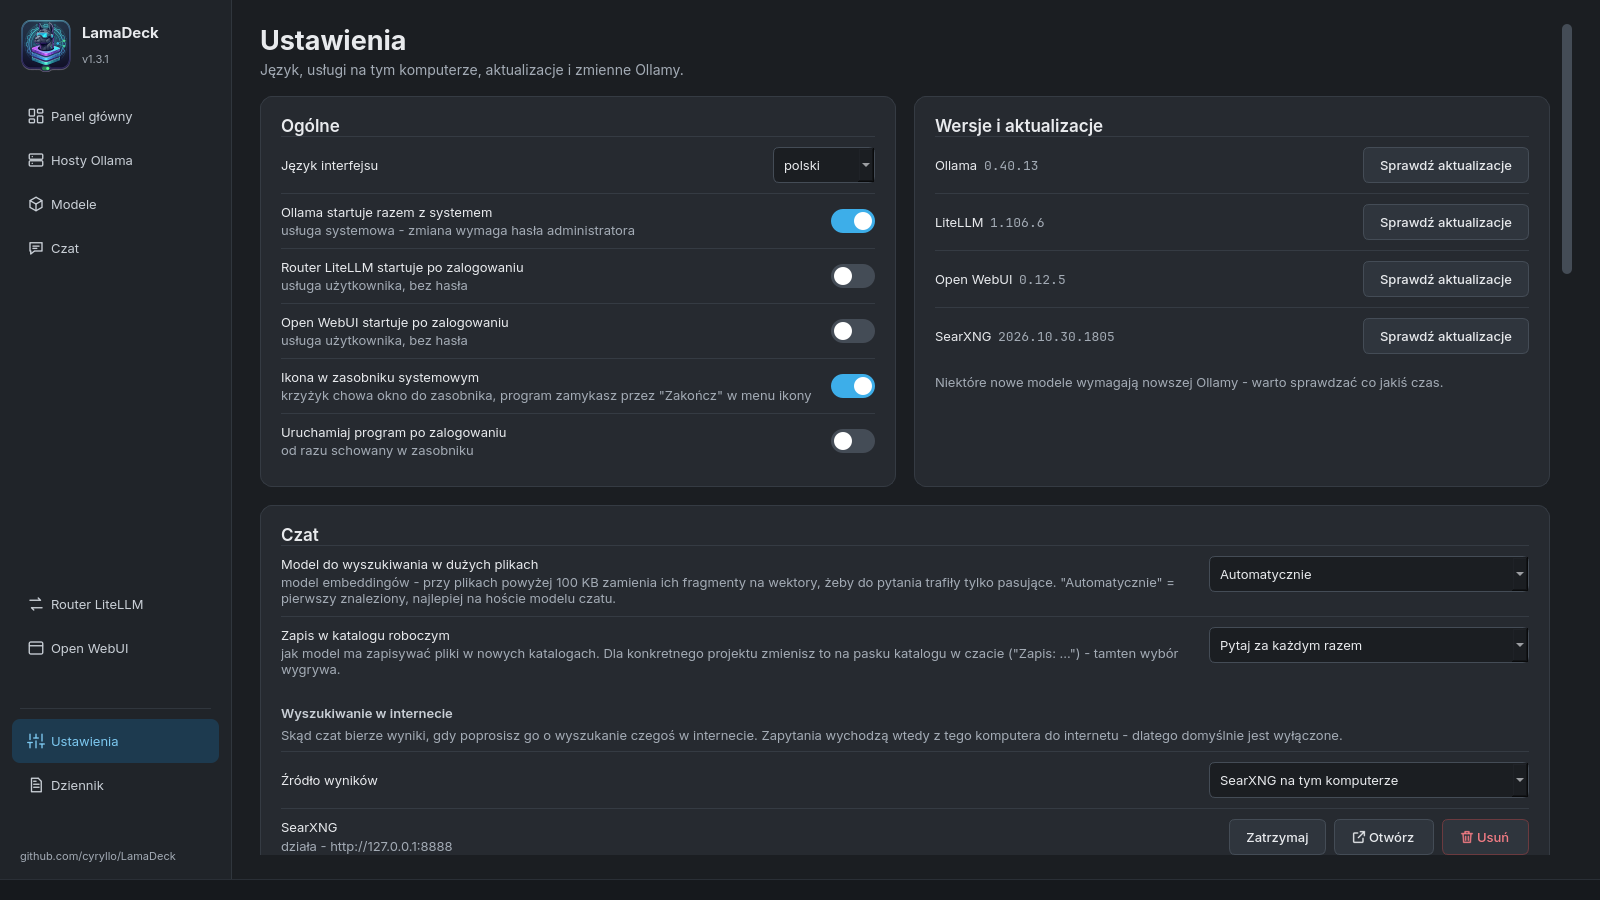 LamaDeck
v1.3.1
Panel główny
Hosty Ollama
Modele
Czat
Router LiteLLM
Open WebUI
Ustawienia
Dziennik
github.com/cyryllo/LamaDeck
Ustawienia
Język, usługi na tym komputerze, aktualizacje i zmienne Ollamy.
Ogólne
Język interfejsu
polski
Ollama startuje razem z systemem
usługa systemowa - zmiana wymaga hasła administratora
Router LiteLLM startuje po zalogowaniu
usługa użytkownika, bez hasła
Open WebUI startuje po zalogowaniu
usługa użytkownika, bez hasła
Ikona w zasobniku systemowym
krzyżyk chowa okno do zasobnika, program zamykasz przez "Zakończ" w menu ikony
Uruchamiaj program po zalogowaniu
od razu schowany w zasobniku
Wersje i aktualizacje
Ollama 0.40.13
Sprawdź aktualizacje
LiteLLM 1.106.6
Sprawdź aktualizacje
Open WebUI 0.12.5
Sprawdź aktualizacje
SearXNG 2026.10.30.1805
Sprawdź aktualizacje
Niektóre nowe modele wymagają nowszej Ollamy - warto sprawdzać co jakiś czas.
Czat
Model do wyszukiwania w dużych plikach
model embeddingów - przy plikach powyżej 100 KB zamienia ich fragmenty na wektory, żeby do pytania trafiły tylko pasujące. "Automatycznie" =
pierwszy znaleziony, najlepiej na hoście modelu czatu.
Automatycznie
Zapis w katalogu roboczym
jak model ma zapisywać pliki w nowych katalogach. Dla konkretnego projektu zmienisz to na pasku katalogu w czacie ("Zapis: ...") - tamten wybór
wygrywa.
Pytaj za każdym razem
Wyszukiwanie w internecie
Skąd czat bierze wyniki, gdy poprosisz go o wyszukanie czegoś w internecie. Zapytania wychodzą wtedy z tego komputera do internetu - dlatego domyślnie jest wyłączone.
Źródło wyników
SearXNG na tym komputerze
SearXNG
działa - http://127.0.0.1:8888
Zatrzymaj
Otwórz
Usuń